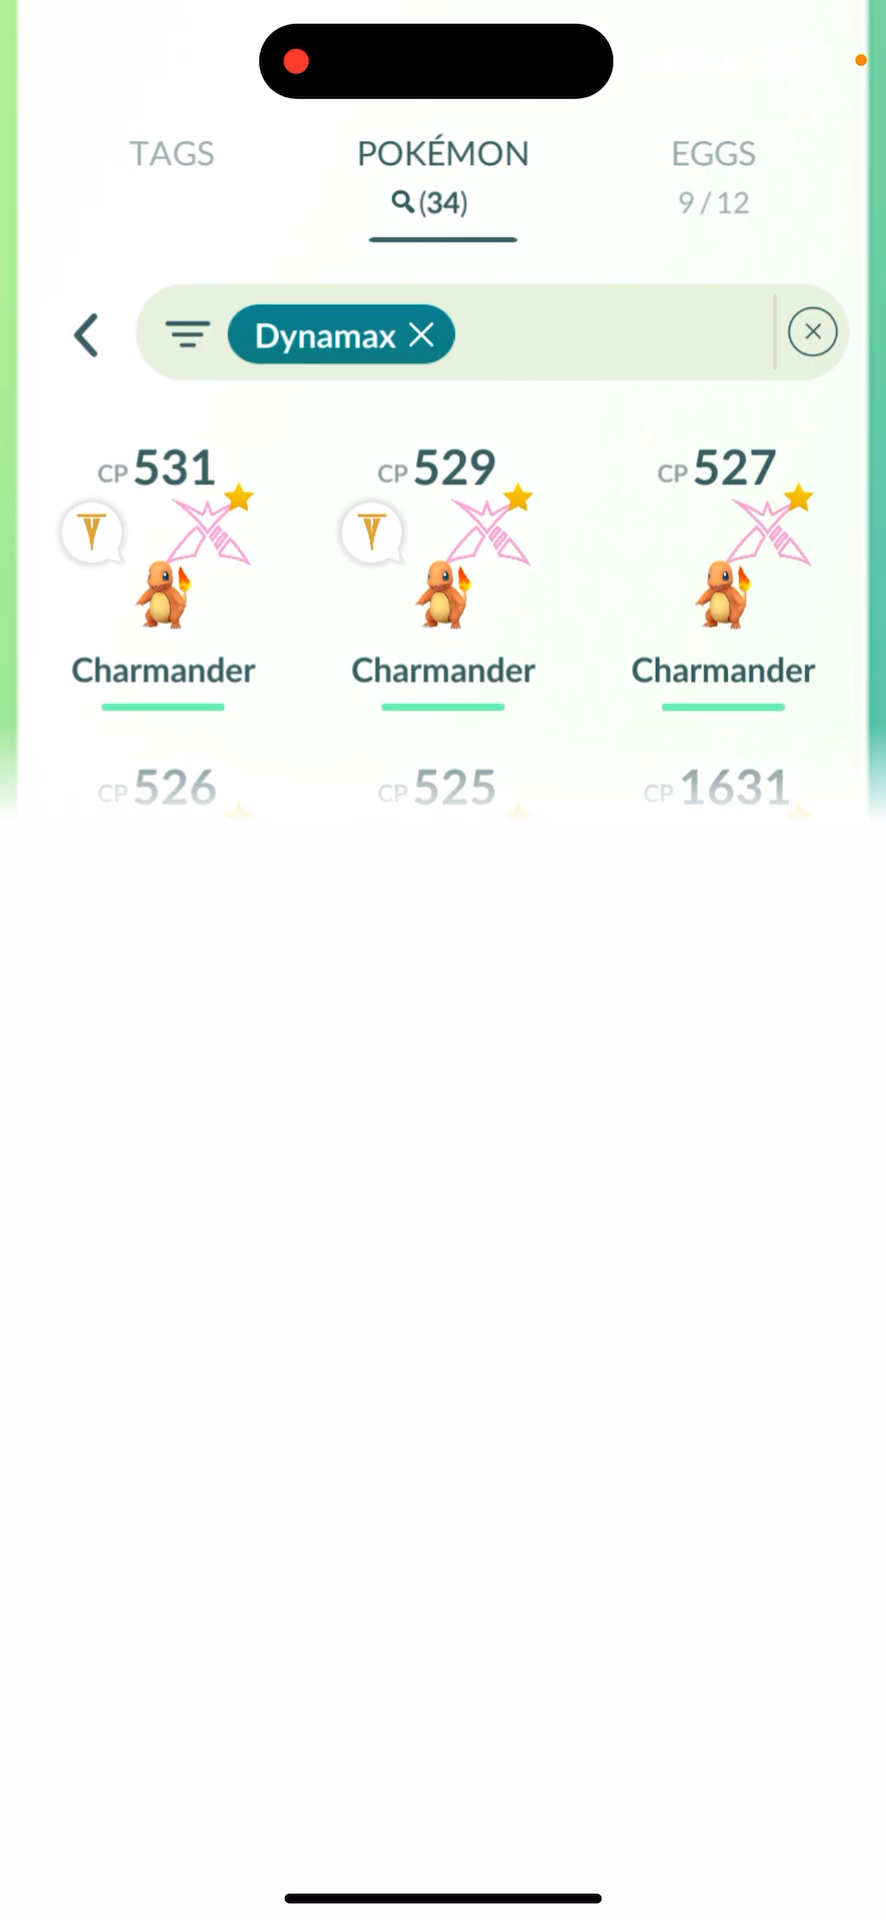 TAGS
POKÉMON
EGGS
(34)
9 / 12
Dynamax
CP 531
CP 529
CP 527
Charmander
Charmander
Charmander
CP 526
CP 525
CP 1631